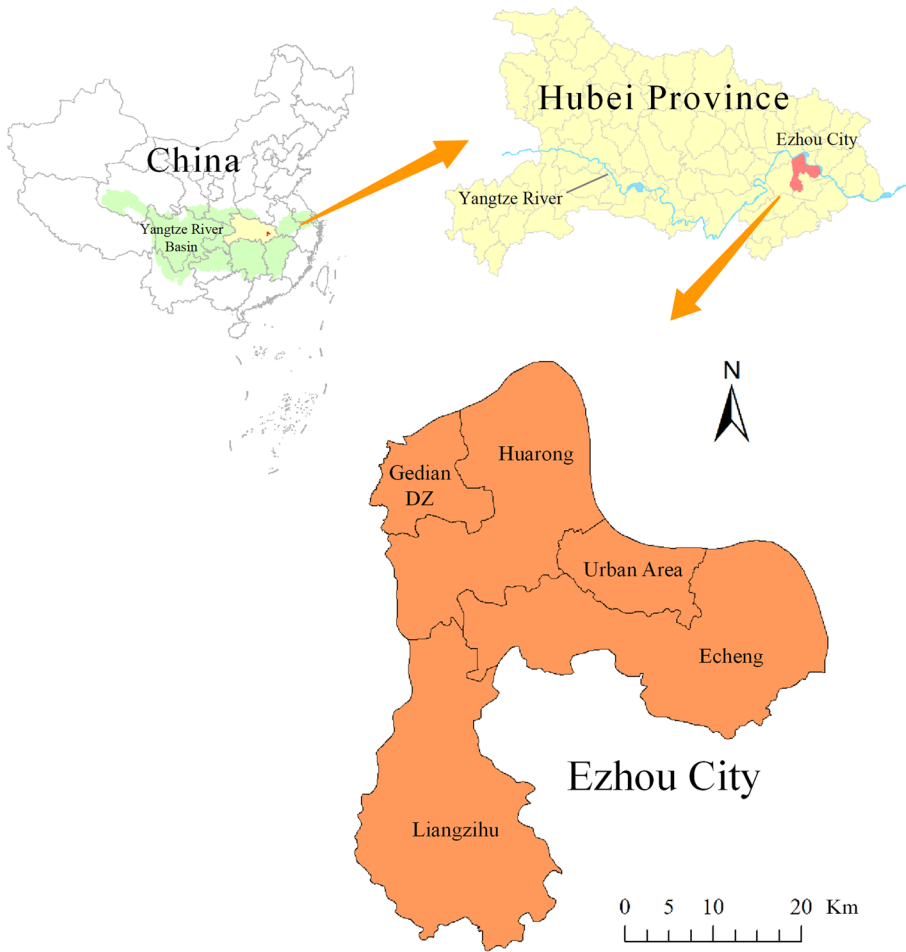 China
Yangtze River
Basin
Hubei Province
Ezhou City
Yangtze River
N
Huarong
Gedian
DZ
Urban Area
Echeng
Ezhou City
Liangzihu
0 5 10 20 Km